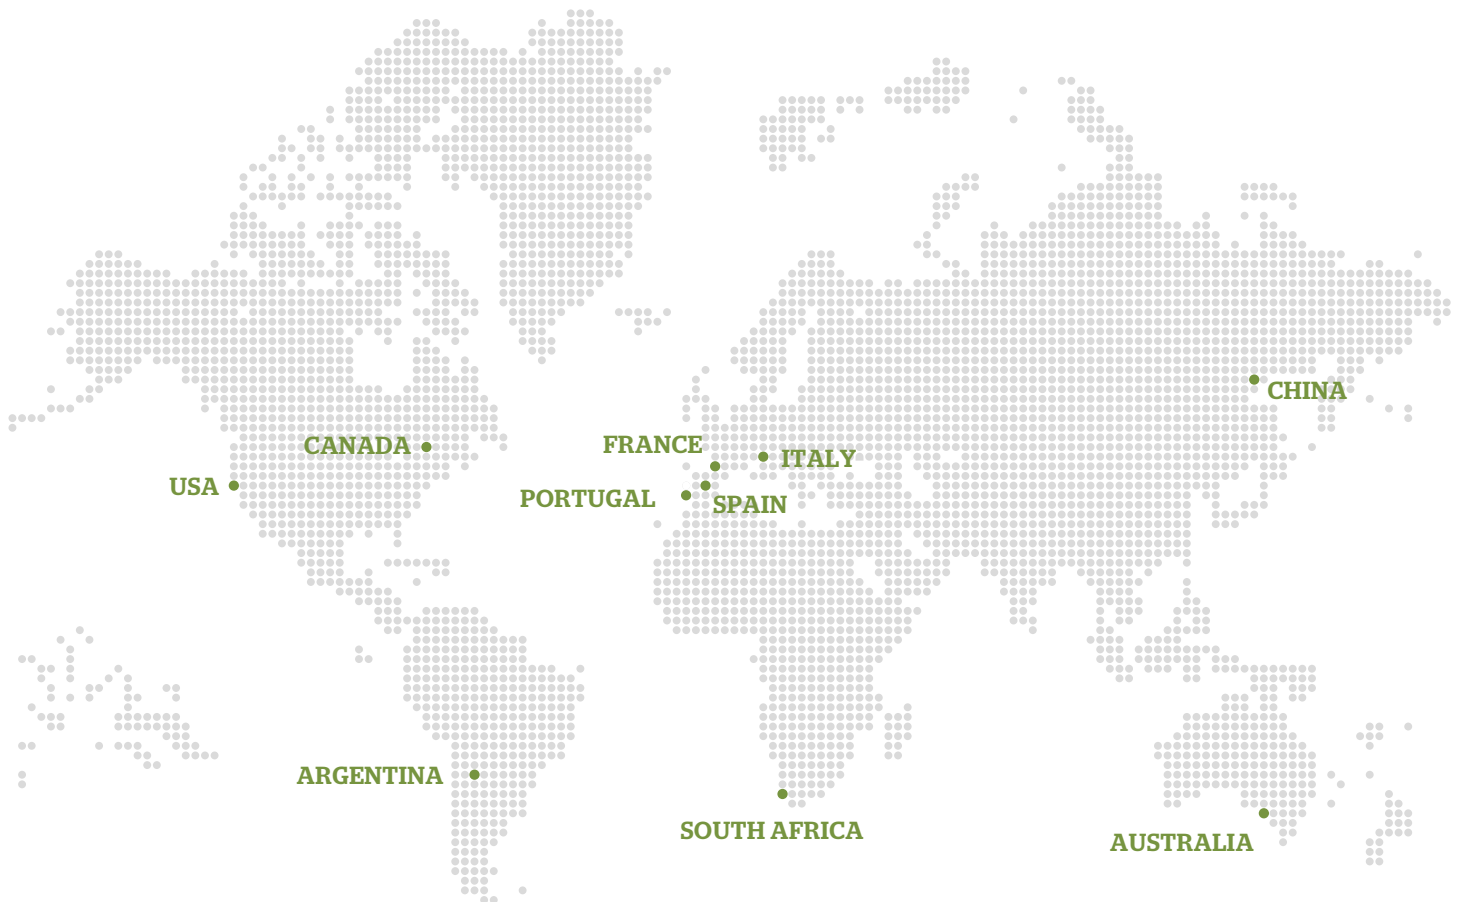 CHINA
FRANCE
CANADA
ITALY
USA
PORTUGAL
SPAIN
ARGENTINA
SOUTH AFRICA
AUSTRALIA